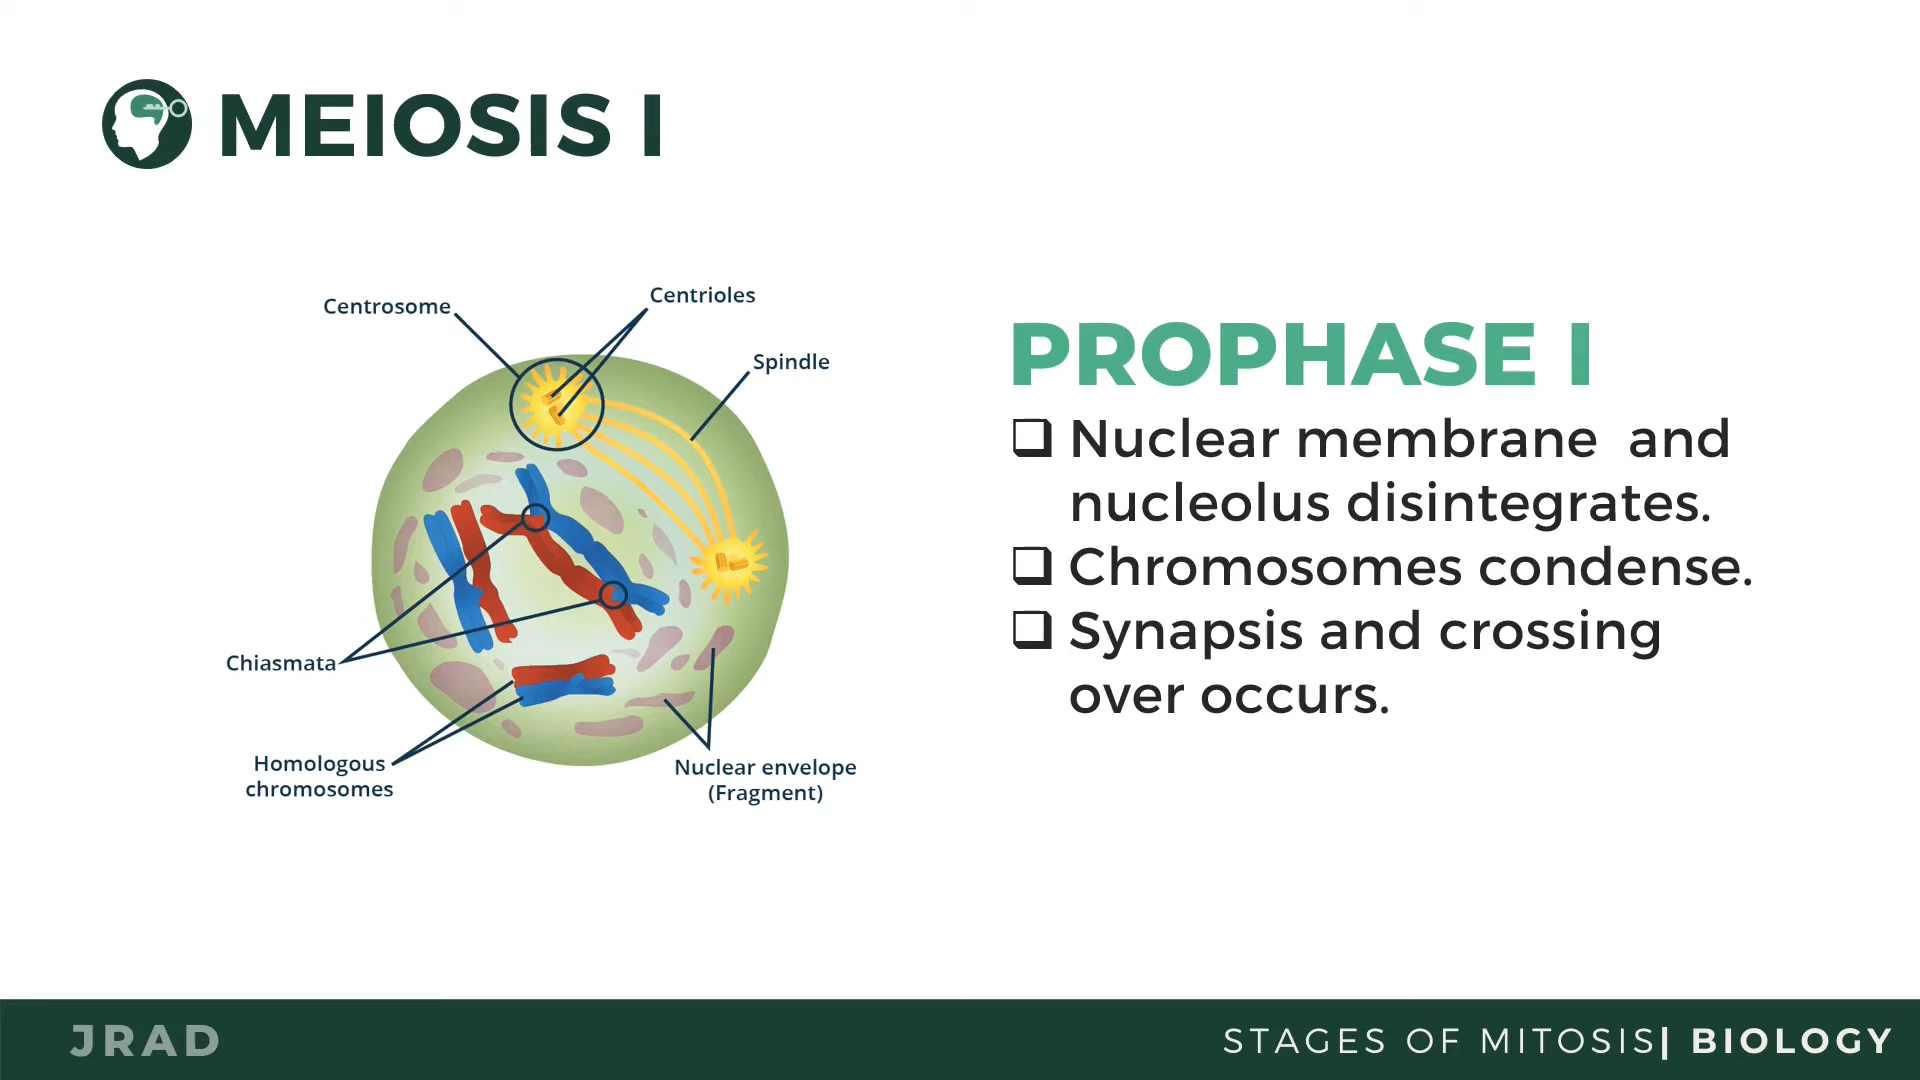 MEIOSIS I
Centrosome
Centrioles
Spindle
Chiasmata
Homologous
chromosomes
Nuclear envelope
(Fragment)
PROPHASE I
❑ Nuclear membrane  and
nucleolus disintegrates.
❑ Chromosomes condense.
❑ Synapsis and crossing
over occurs.
JRAD
STAGES OF MITOSIS| BIOLOGY